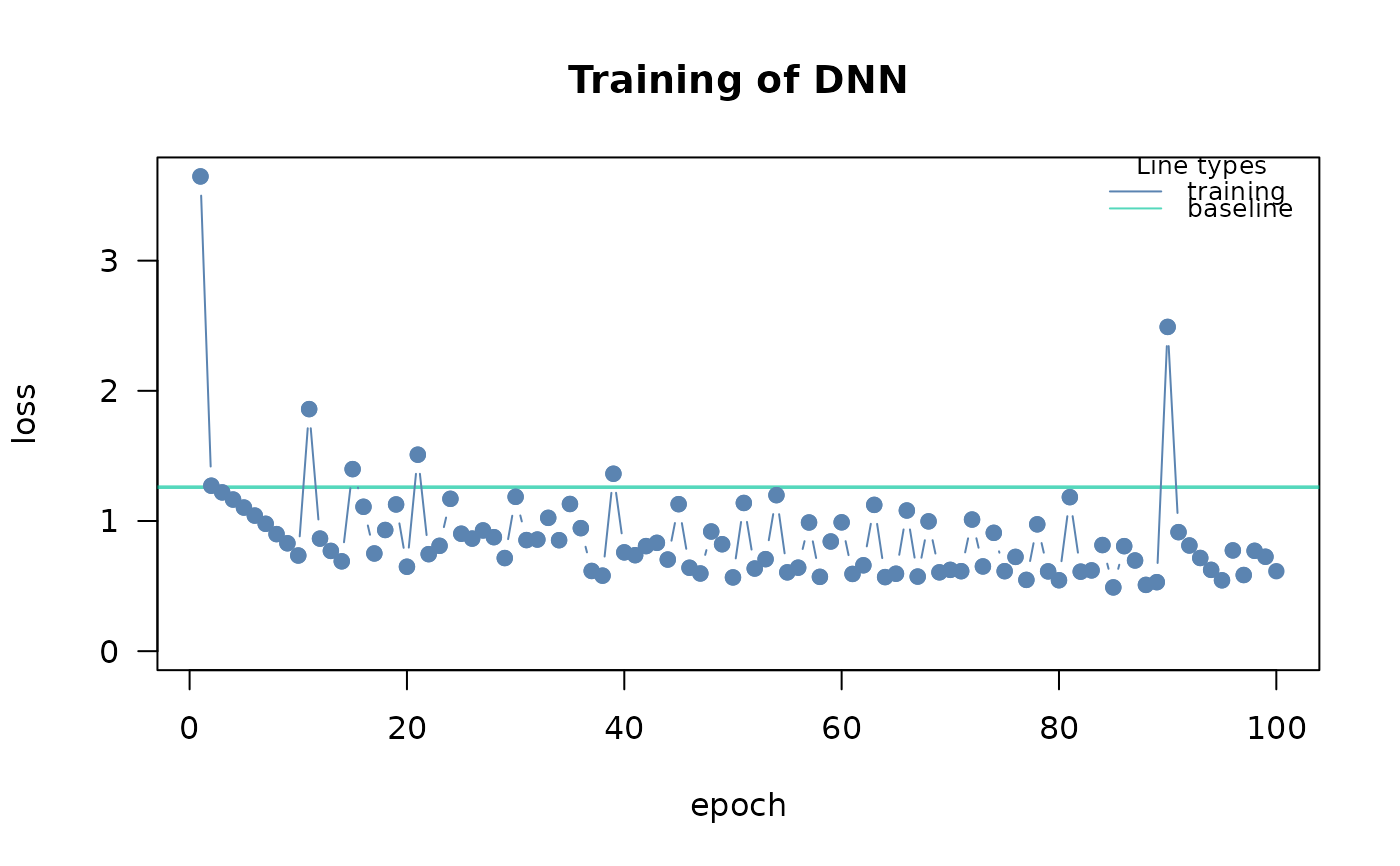 Training of DNN
Line types
training
baseline
loss
3
2
1
0
0 20 40 60 80 100
epoch